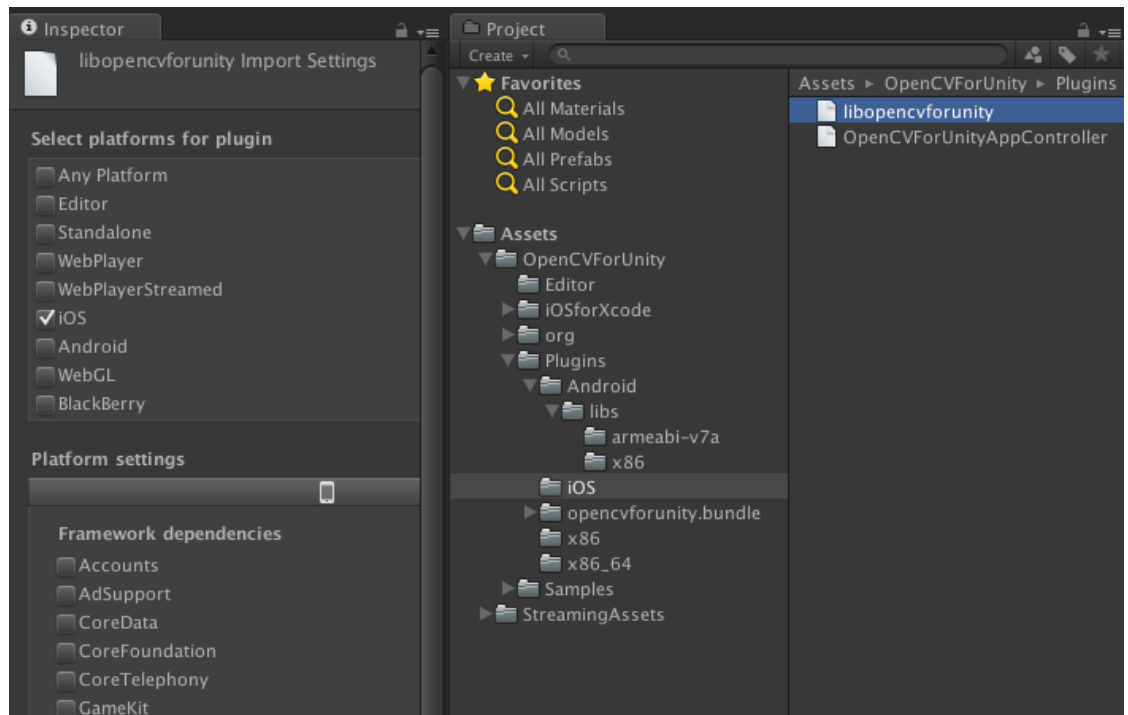 Inspector
libopencvforunity Import Settings
Select platforms for plugin
Any Platform
Editor
Standalone
WebPlayer
WebPlayerStreamed
iOS
Android
WebGL
BlackBerry
Platform settings
Framework dependencies
Accounts
AdSupport
CoreData
CoreFoundation
CoreTelephony
GameKit
Project
Create
Favorites
All Materials
All Models
All Prefabs
All Scripts
Assets
OpenCVForUnity
Editor
iOSforXcode
org
Plugins
Android
libs
armeabi-v7a
x86
iOS
opencvforunity.bundle
x86
x86_64
Samples
StreamingAssets
Assets ▸ OpenCVForUnity ▸ Plugins
libopencvforunity
OpenCVForUnityAppController